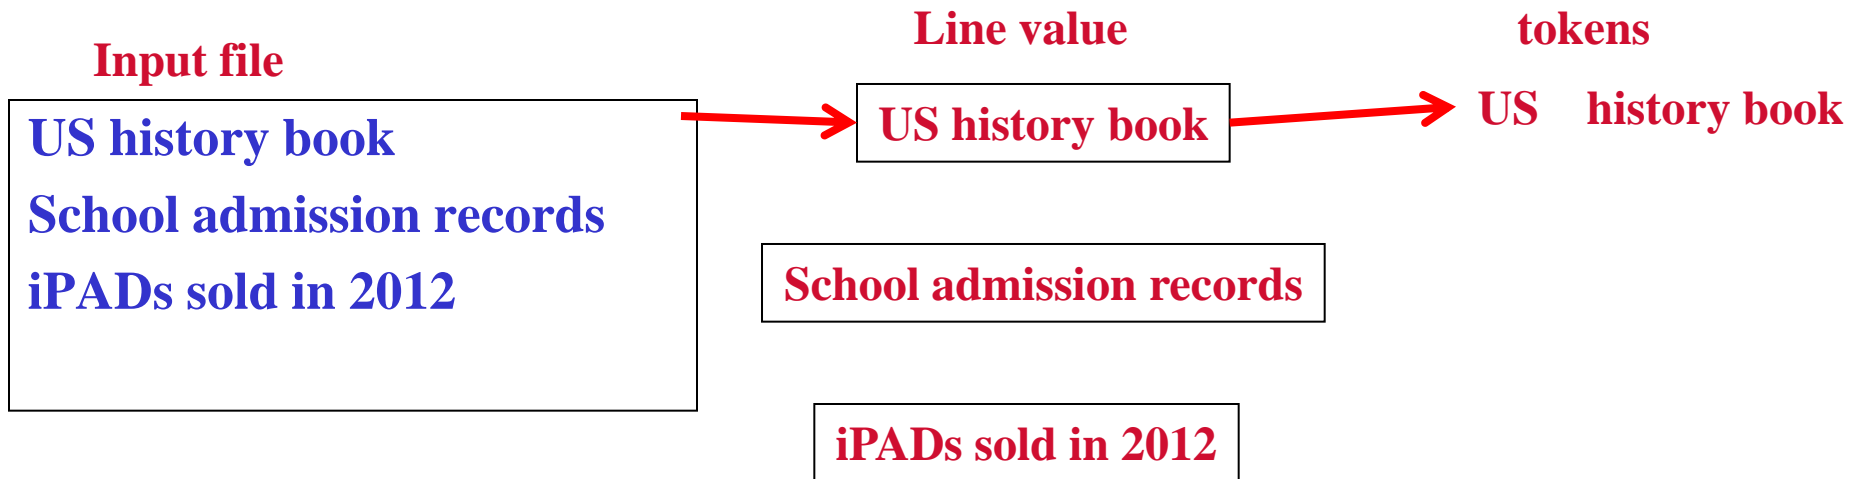 Input file
US history book
School admission records
iPADs sold in 2012
Line value
US history book
School admission records
iPADs sold in 2012
tokens
US history book